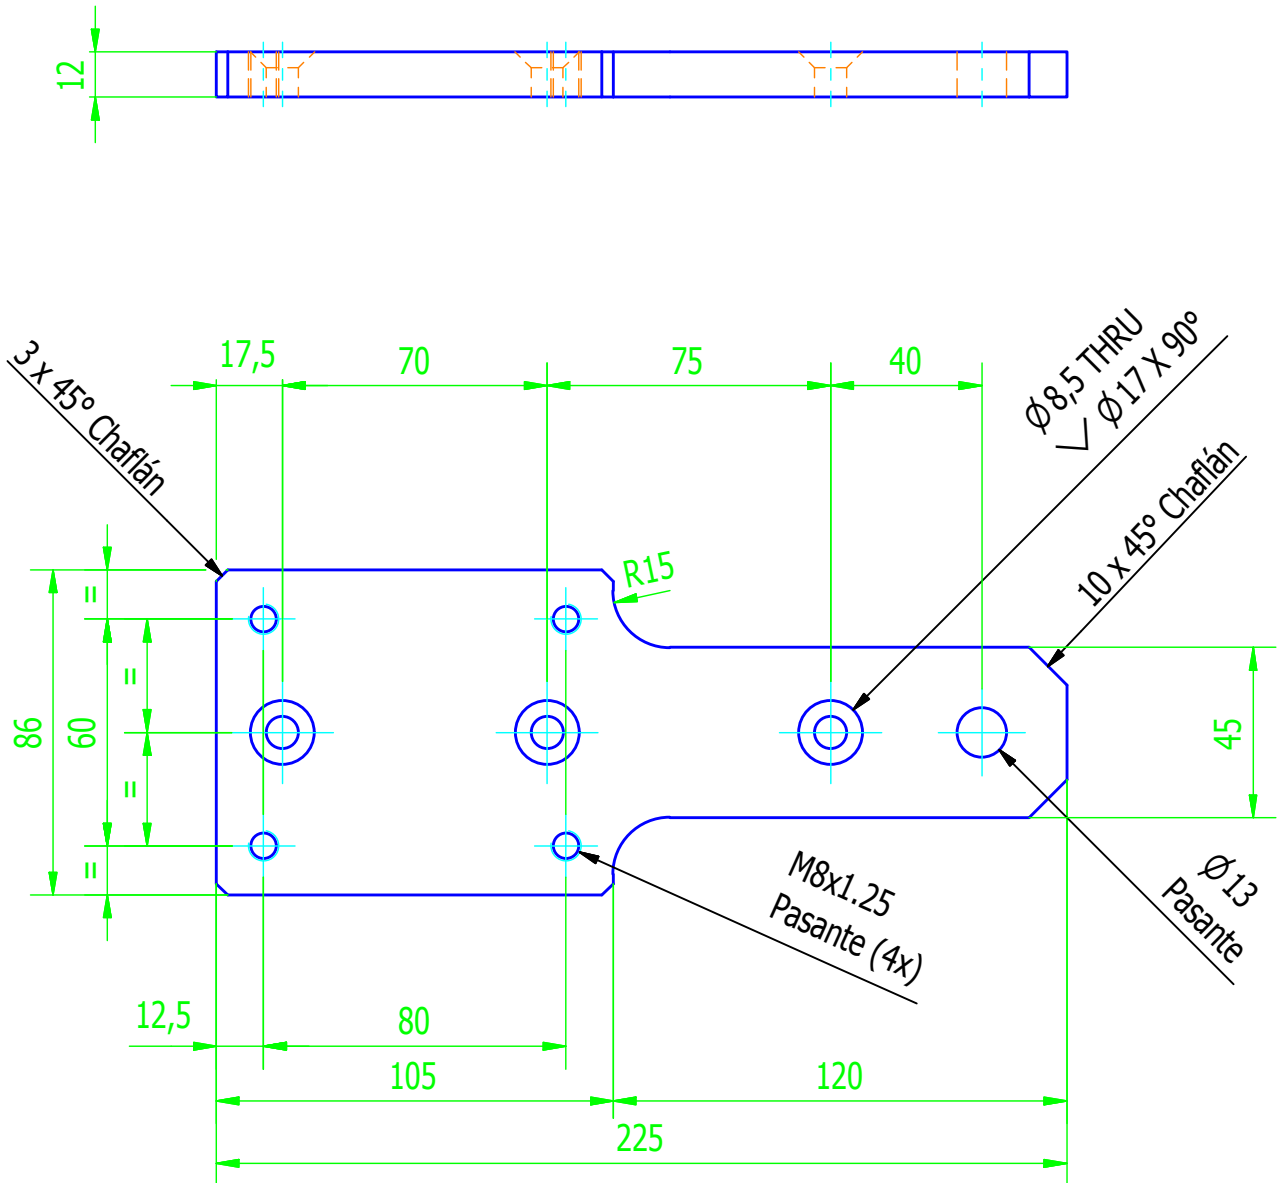 12
17,5
70
75
40
Ø8,5 THRU
Ø17 X 90°
3 x 45° Chaflán
10 x 45° Chaflán
R15
=
=
86
60
=
=
45
M8x1.25
Pasante (4x)
Ø13
Pasante
12,5
80
105
120
225